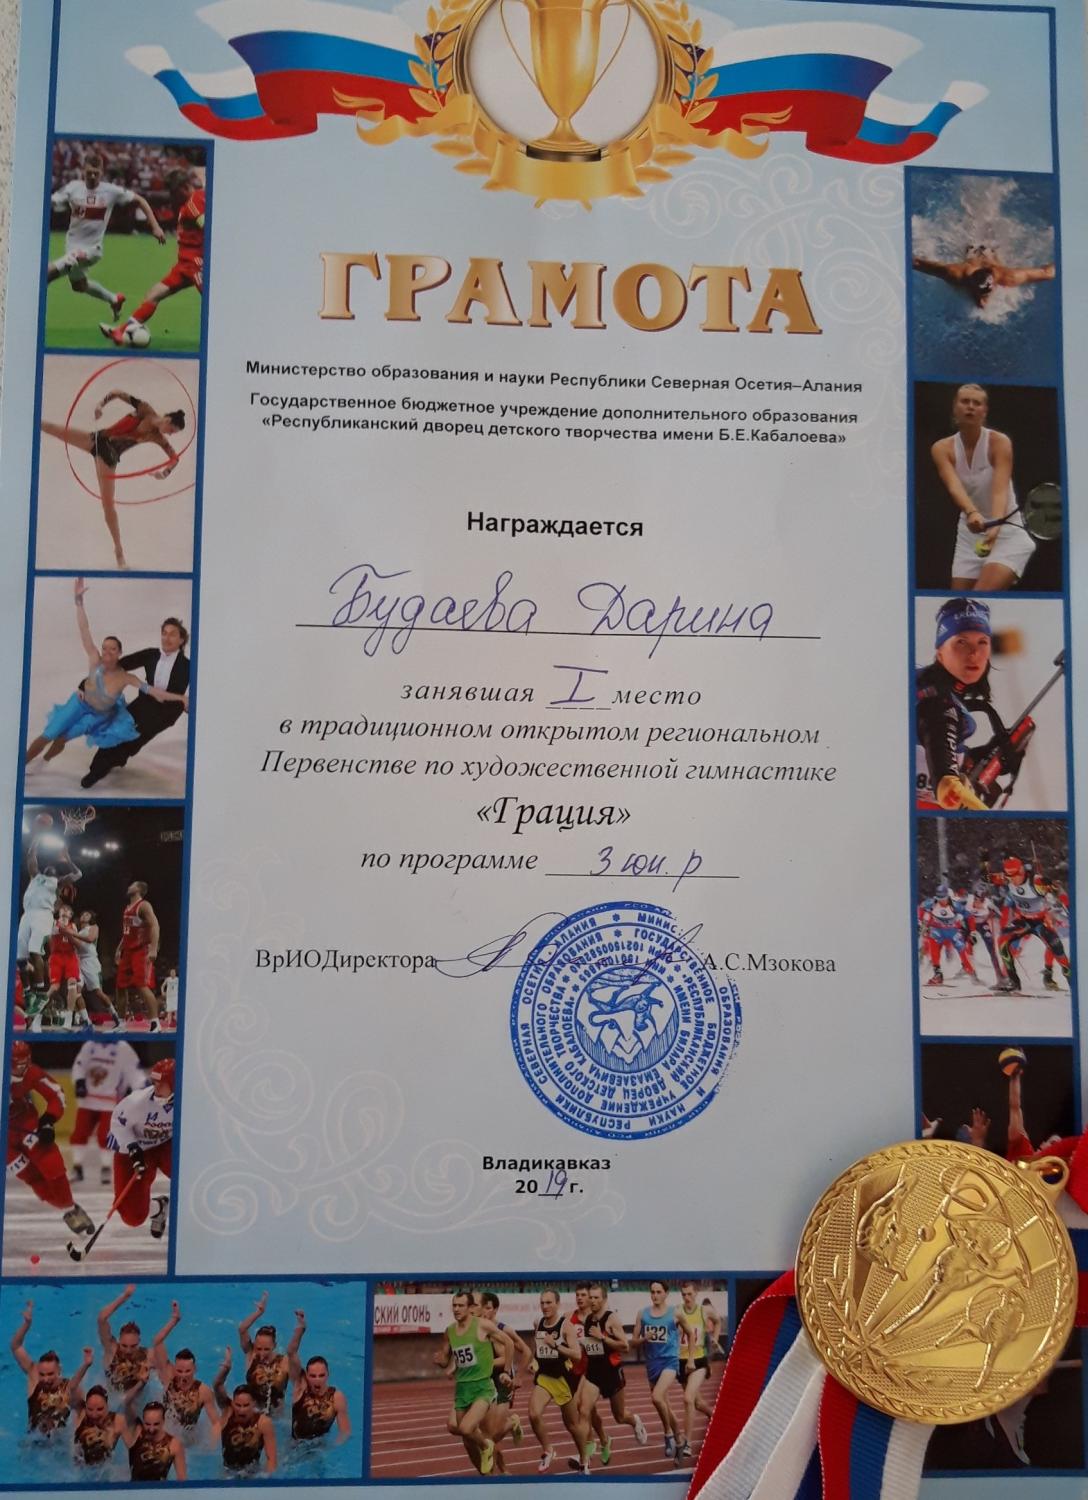 ГРАМОТА
Министерство образования и науки Республики Северная Осетия–Алания
Государственное бюджетное учреждение дополнительного образования
«Республиканский дворец детского творчества имени Б.Е.Кабалоева»
Награждается
Будаева Дарина
занявшая I место
в традиционном открытом региональном
Первенстве по художественной гимнастике
«Грация»
по программе 3 юн. р
ВрИОДиректора А.С.Мзокова
Владикавказ
2019 г.
СКИЙ ОГОНЬ